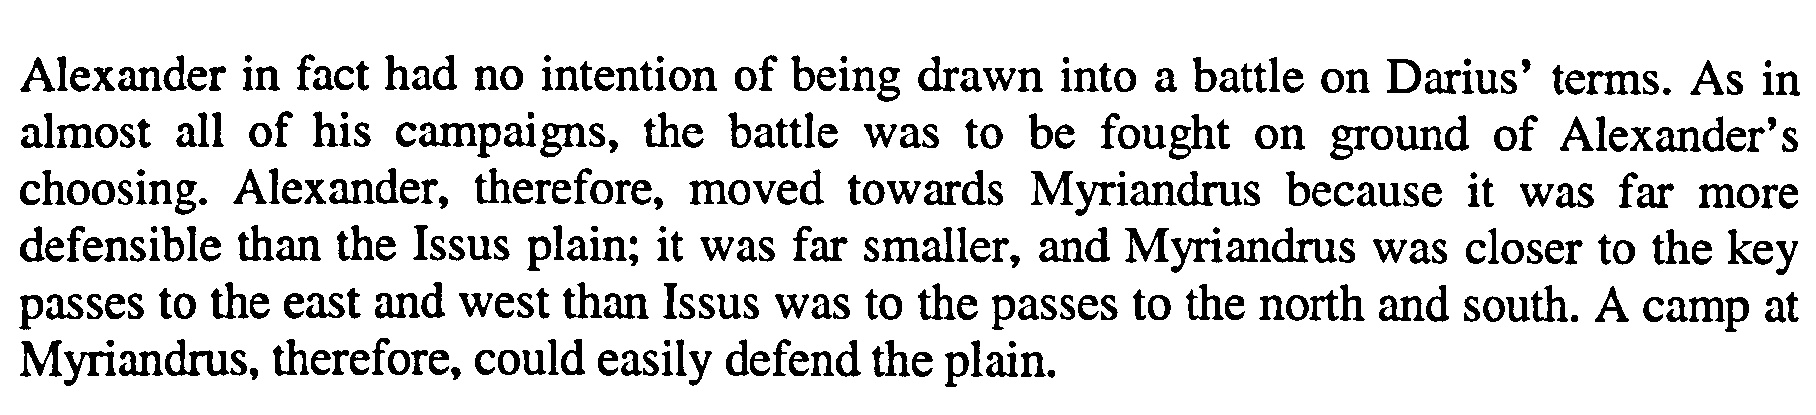 Alexander in fact had no intention of being drawn into a battle on Darius’ terms. As in
almost all of his campaigns, the battle was to be fought on ground of Alexander’s
choosing. Alexander, therefore, moved towards Myriandrus because it was far more
defensible than the Issus plain; it was far smaller, and Myriandrus was closer to the key
passes to the east and west than Issus was to the passes to the north and south. A camp at
Myriandrus, therefore, could easily defend the plain.